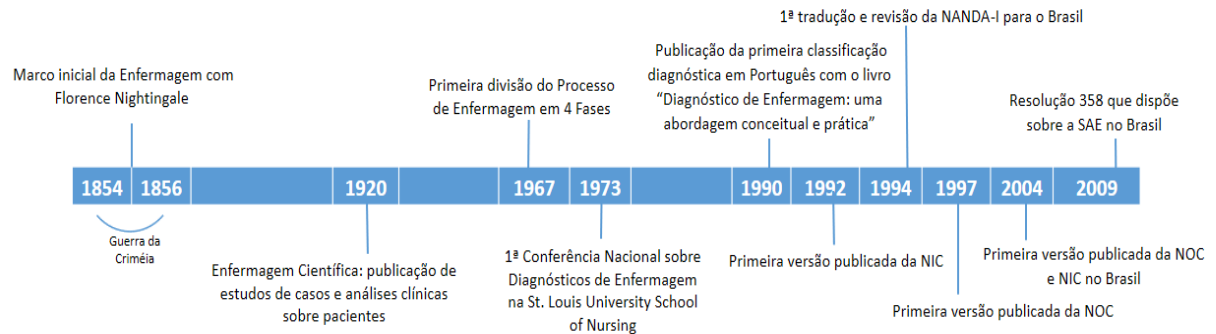 1ª tradução e revisão da NANDA-I para o Brasil
Marco inicial da Enfermagem com
Florence Nightingale
Primeira divisão do Processo
de Enfermagem em 4 Fases
Publicação da primeira classificação
diagnóstica em Português com o livro
“Diagnóstico de Enfermagem: uma
abordagem conceitual e prática”
Resolução 358 que dispõe
sobre a SAE no Brasil
1854 1856 1920 1967 1973 1990 1992 1994 1997 2004 2009
Guerra da
Criméia
Enfermagem Científica: publicação de
estudos de casos e análises clínicas
sobre pacientes
1ª Conferência Nacional sobre
Diagnósticos de Enfermagem
na St. Louis University School
of Nursing
Primeira versão publicada da NIC
Primeira versão publicada da NOC
Primeira versão publicada da NOC
e NIC no Brasil